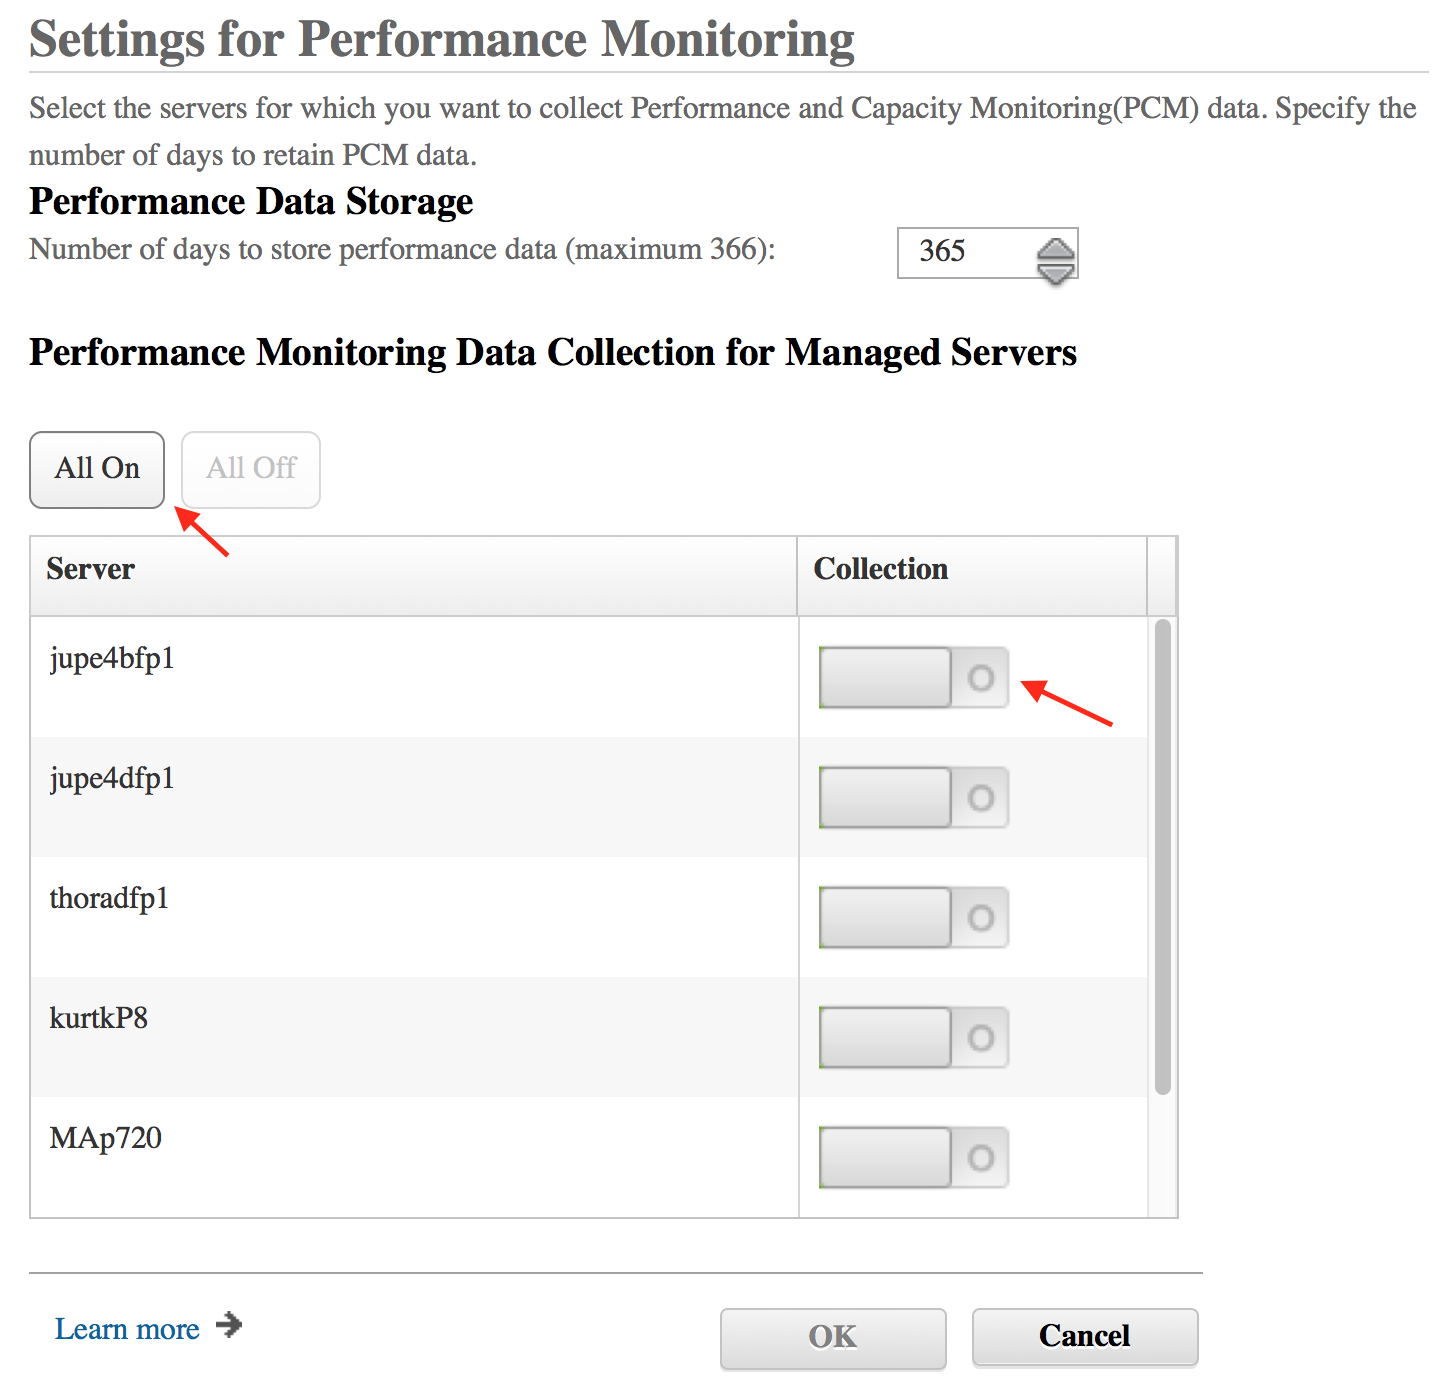 Settings for Performance Monitoring
Select the servers for which you want to collect Performance and Capacity Monitoring(PCM) data. Specify the
number of days to retain PCM data.
Performance Data Storage
Number of days to store performance data (maximum 366): 365
Performance Monitoring Data Collection for Managed Servers
All On All Off
Server Collection
jupe4bfp1
jupe4dfp1
thoradfp1
kurtkP8
MAp720
Learn more OK Cancel